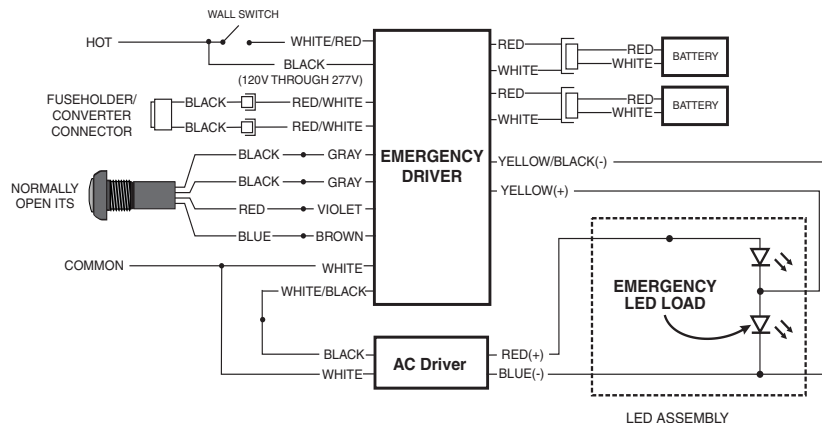 WALL SWITCH
HOT
WHITE/RED
BLACK
(120V THROUGH 277V)
FUSEHOLDER/
CONVERTER
CONNECTOR
BLACK
RED/WHITE
BLACK
RED/WHITE
NORMALLY
OPEN ITS
BLACK
GRAY
BLACK
GRAY
RED
VIOLET
BLUE
BROWN
COMMON
WHITE
WHITE/BLACK
EMERGENCY
DRIVER
RED
WHITE
RED
WHITE
BATTERY
RED
WHITE
RED
WHITE
BATTERY
YELLOW/BLACK(-)
YELLOW(+)
BLACK
WHITE
AC Driver
RED(+)
BLUE(-)
EMERGENCY
LED LOAD
LED ASSEMBLY